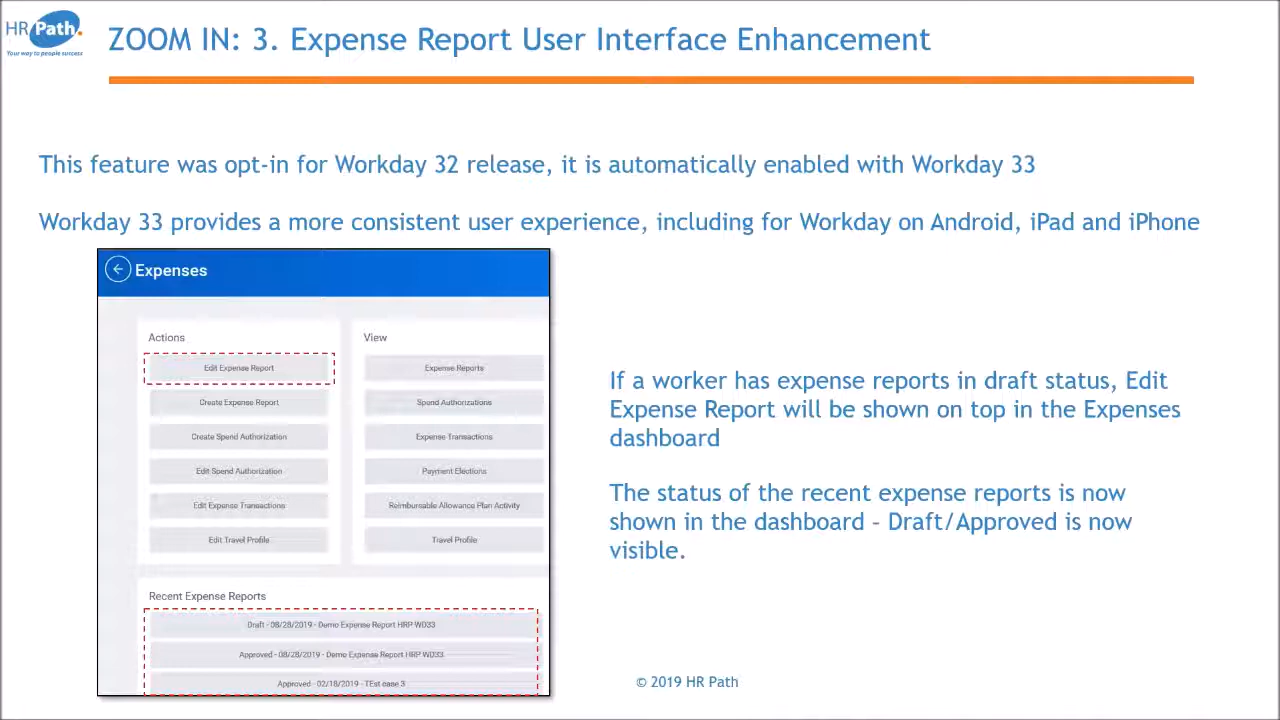 HR Path.
Your way to people success
ZOOM IN: 3. Expense Report User Interface Enhancement
This feature was opt-in for Workday 32 release, it is automatically enabled with Workday 33
Workday 33 provides a more consistent user experience, including for Workday on Android, iPad and iPhone
Expenses
Actions
Edit Expense Report
Create Expense Report
Create Spend Authorization
Edit Spend Authorization
Edit Expense Transactions
Edit Travel Profile
View
Expense Reports
Spend Authorizations
Expense Transactions
Payment Elections
Reimbursable Allowance Plan Activity
Travel Profile
Recent Expense Reports
Draft - 08/28/2019 - Demo Expense Report HRP WD33
Approved - 08/28/2019 - Demo Expense Report HRP WD33
Approved - 02/18/2019 - TEst case 3
If a worker has expense reports in draft status, Edit
Expense Report will be shown on top in the Expenses
dashboard
The status of the recent expense reports is now
shown in the dashboard – Draft/Approved is now
visible.
© 2019 HR Path